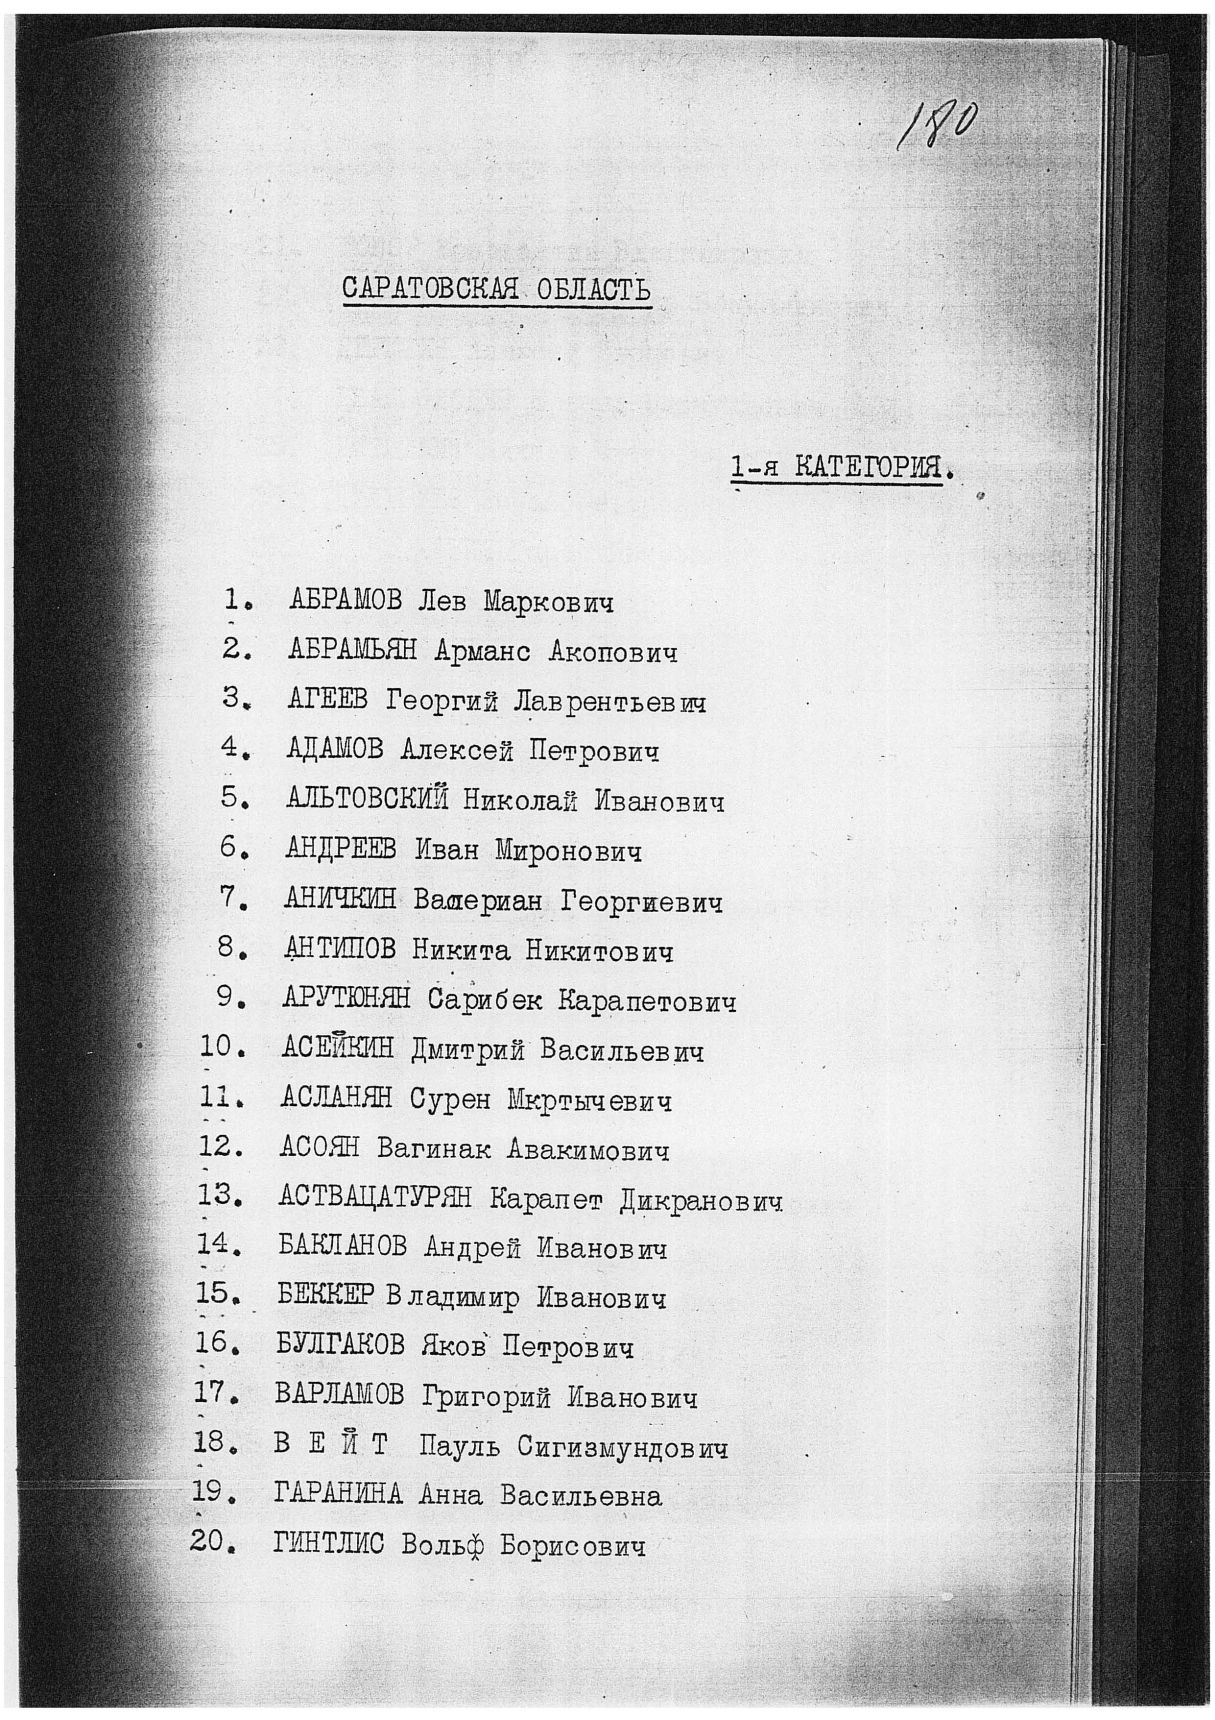 180
САРАТОВСКАЯ ОБЛАСТЬ
1-я КАТЕГОРИЯ.
1. АБРАМОВ Лев Маркович
2. АБРАМЬЯН Арманс Акопович
3. АГЕЕВ Георгий Лаврентьевич
4. АДАМОВ Алексей Петрович
5. АЛЬТОВСКИЙ Николай Иванович
6. АНДРЕЕВ Иван Миронович
7. АНИЧКИН Валериан Георгиевич
8. АНТИПОВ Никита Никитович
9. АРУТЮНЯН Сарибек Карапетович
10. АСЕЙКИН Дмитрий Васильевич
11. АСЛАНЯН Сурен Мкртычевич
12. АСОЯН Вагинак Авакимович
13. АСТВАЦАТУРЯН Карапет Дикранович
14. БАКЛАНОВ Андрей Иванович
15. БЕККЕР Владимир Иванович
16. БУЛГАКОВ Яков Петрович
17. ВАРЛАМОВ Григорий Иванович
18. В Е Й Т Пауль Сигизмундович
19. ГАРАНИНА Анна Васильевна
20. ГИНТЛИС Вольф Борисович